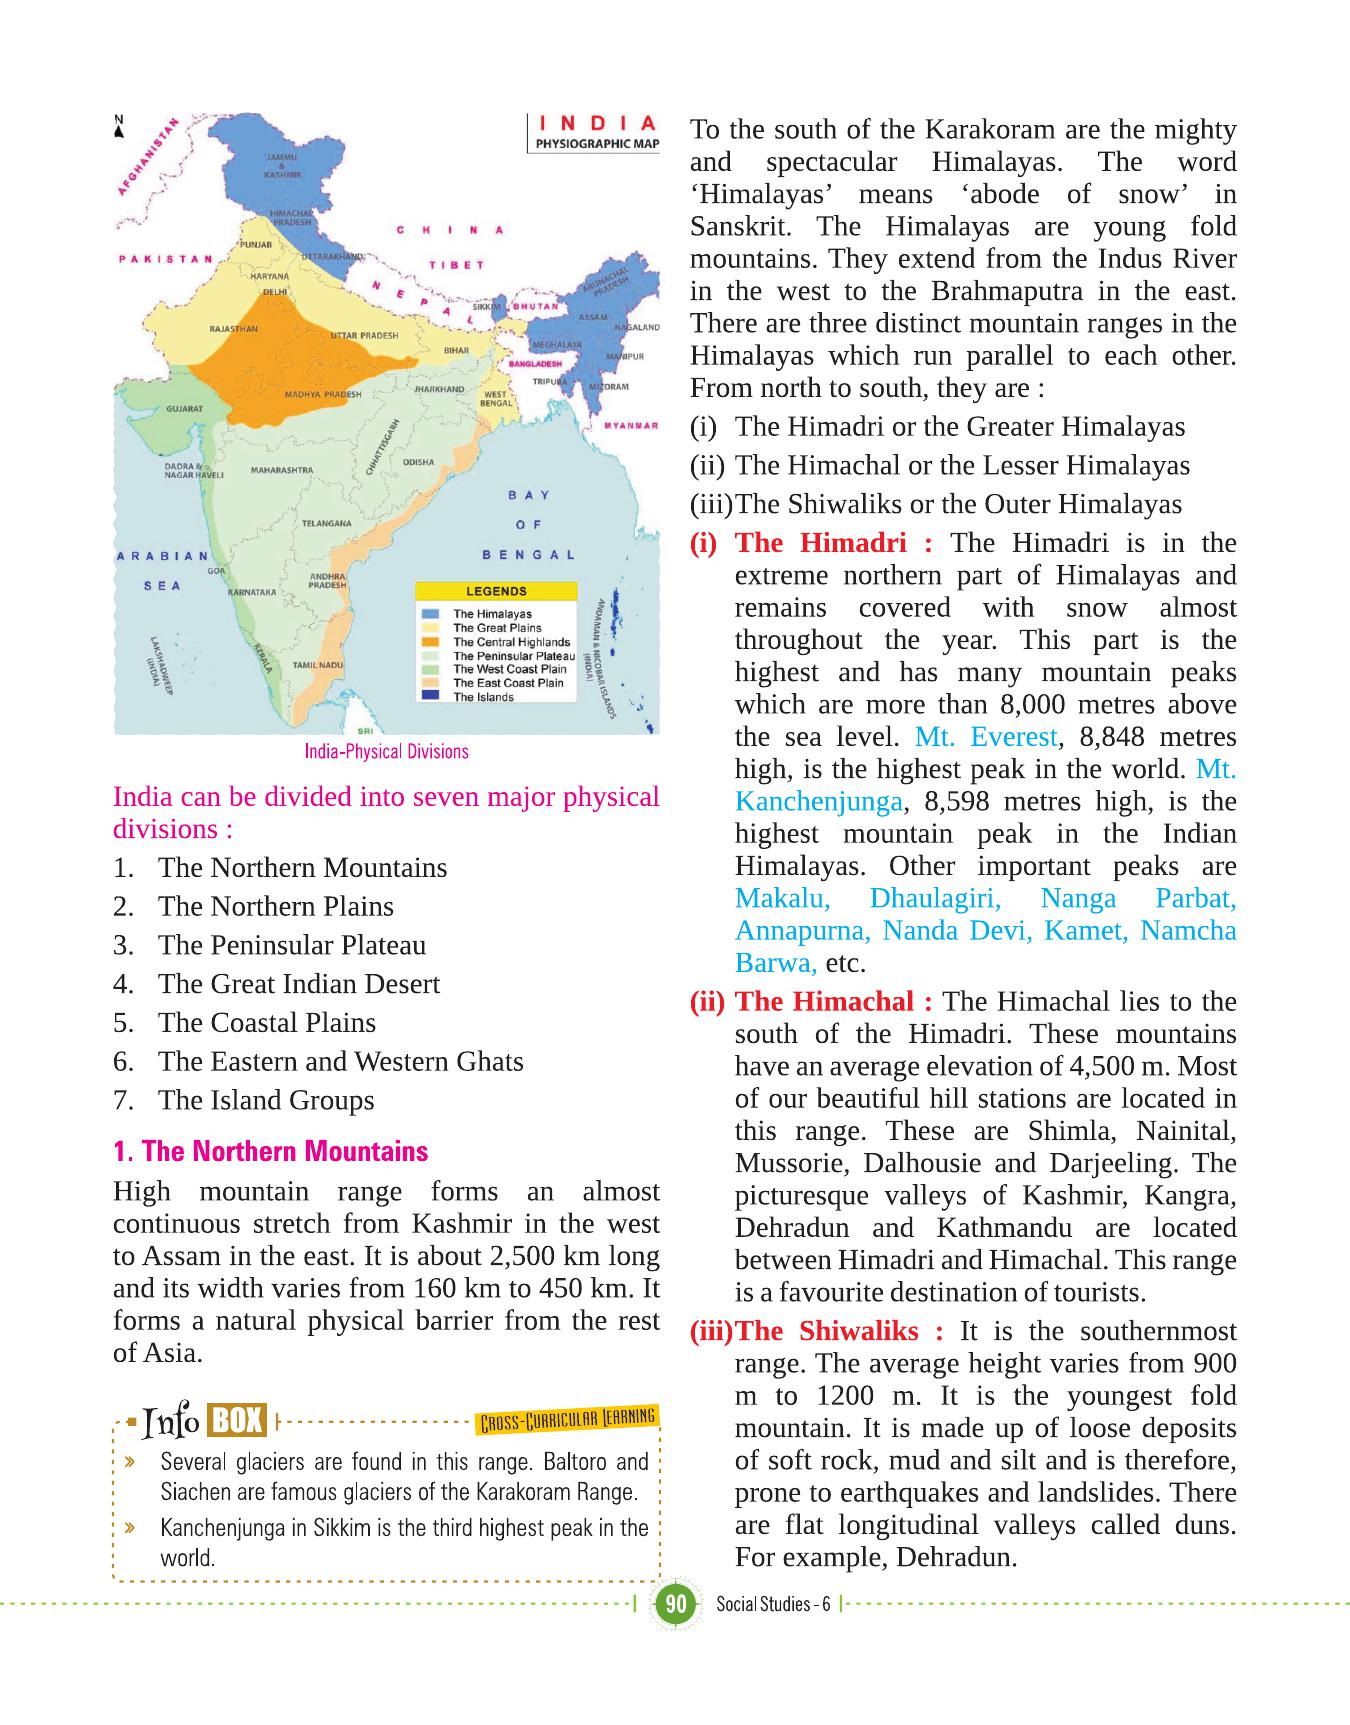 N
INDIA
PHYSIOGRAPHIC MAP
AFGHANISTAN
JAMMU
&
KASHMIR
HIMACHAL
PRADESH
CHINA
PUNJAB
PAKISTAN
UTTARAKHAND
TIBET
HARYANA
DELHI
NEPAL
ARUNACHAL
PRADESH
SIKKIM
BHUTAN
ASSAM
NAGALAND
RAJASTHAN
UTTAR PRADESH
MEGHALAYA
BIHAR
MANIPUR
BANGLADESH
TRIPURA
MIZORAM
JHARKHAND
MADHYA PRADESH
WEST
BENGAL
GUJARAT
MYANMAR
CHHATTISGARH
ODISHA
DADRA &
NAGAR HAVELI
MAHARASHTRA
BAY
OF
BENGAL
TELANGANA
ARABIAN
SEA
GOA
ANDHRA
PRADESH
KARNATAKA
LEGENDS
The Himalayas
The Great Plains
The Central Highlands
The Peninsular Plateau
The West Coast Plain
The East Coast Plain
The Islands
ANDAMAN & NICOBAR ISLANDS
(INDIA)
LAKSHADWEEP
(INDIA)
KERALA
TAMIL NADU
SRI
India-Physical Divisions
India can be divided into seven major physical
divisions :
1. The Northern Mountains
2. The Northern Plains
3. The Peninsular Plateau
4. The Great Indian Desert
5. The Coastal Plains
6. The Eastern and Western Ghats
7. The Island Groups
1. The Northern Mountains
High mountain range forms an almost
continuous stretch from Kashmir in the west
to Assam in the east. It is about 2,500 km long
and its width varies from 160 km to 450 km. It
forms a natural physical barrier from the rest
of Asia.
Info BOX
CROSS-CURRICULAR LEARNING
» Several glaciers are found in this range. Baltoro and
Siachen are famous glaciers of the Karakoram Range.
» Kanchenjunga in Sikkim is the third highest peak in the
world.
To the south of the Karakoram are the mighty
and spectacular Himalayas. The word
‘Himalayas’ means ‘abode of snow’ in
Sanskrit. The Himalayas are young fold
mountains. They extend from the Indus River
in the west to the Brahmaputra in the east.
There are three distinct mountain ranges in the
Himalayas which run parallel to each other.
From north to south, they are :
(i) The Himadri or the Greater Himalayas
(ii) The Himachal or the Lesser Himalayas
(iii) The Shiwaliks or the Outer Himalayas
(i) The Himadri : The Himadri is in the
extreme northern part of Himalayas and
remains covered with snow almost
throughout the year. This part is the
highest and has many mountain peaks
which are more than 8,000 metres above
the sea level. Mt. Everest, 8,848 metres
high, is the highest peak in the world. Mt.
Kanchenjunga, 8,598 metres high, is the
highest mountain peak in the Indian
Himalayas. Other important peaks are
Makalu, Dhaulagiri, Nanga Parbat,
Annapurna, Nanda Devi, Kamet, Namcha
Barwa, etc.
(ii) The Himachal : The Himachal lies to the
south of the Himadri. These mountains
have an average elevation of 4,500 m. Most
of our beautiful hill stations are located in
this range. These are Shimla, Nainital,
Mussorie, Dalhousie and Darjeeling. The
picturesque valleys of Kashmir, Kangra,
Dehradun and Kathmandu are located
between Himadri and Himachal. This range
is a favourite destination of tourists.
(iii) The Shiwaliks : It is the southernmost
range. The average height varies from 900
m to 1200 m. It is the youngest fold
mountain. It is made up of loose deposits
of soft rock, mud and silt and is therefore,
prone to earthquakes and landslides. There
are flat longitudinal valleys called duns.
For example, Dehradun.
90 Social Studies - 6